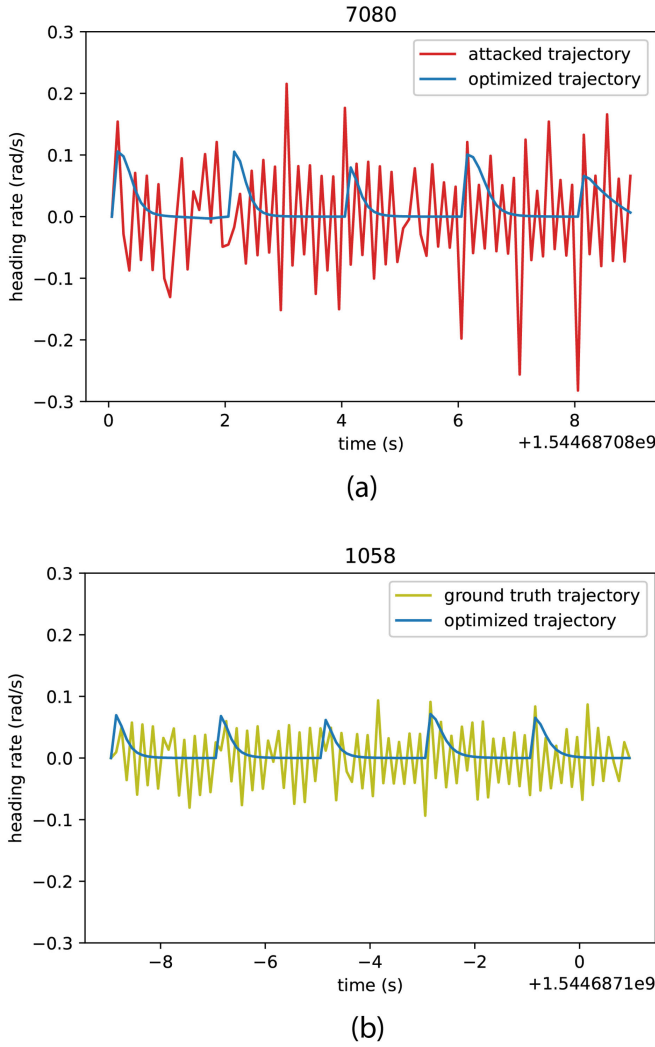 7080
0.3
attacked trajectory
optimized trajectory
0.2
0.1
0.0
−0.1
−0.2
−0.3
heading rate (rad/s)
0 2 4 6 8
time (s)
+1.54468708e9
(a)
1058
0.3
ground truth trajectory
optimized trajectory
0.2
0.1
0.0
−0.1
−0.2
−0.3
heading rate (rad/s)
−8 −6 −4 −2 0
time (s)
+1.5446871e9
(b)